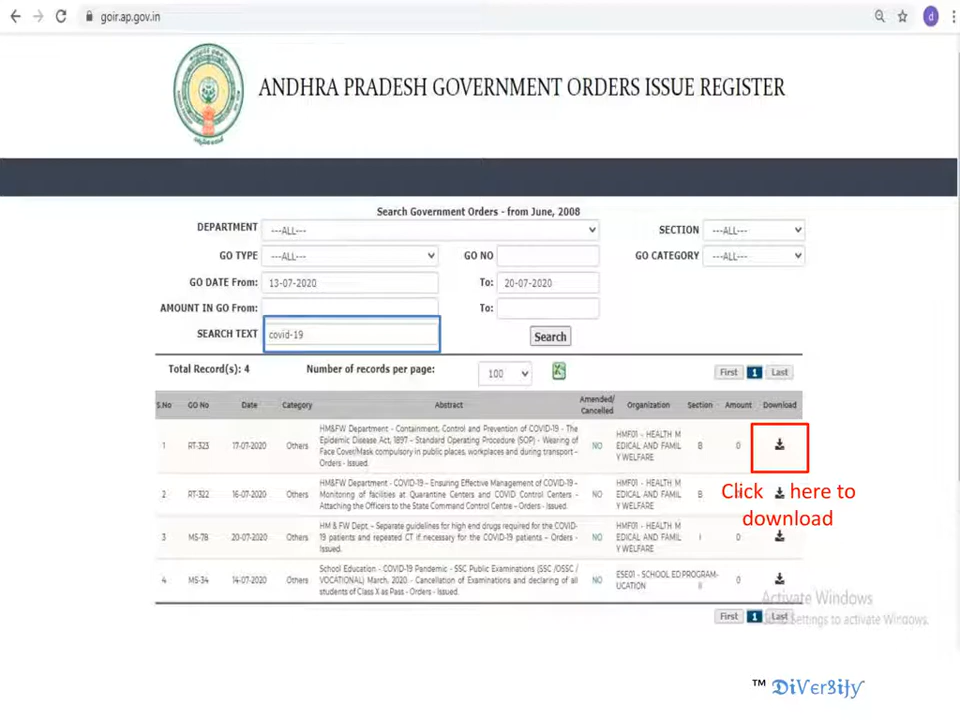 goir.ap.gov.in
d
ANDHRA PRADESH GOVERNMENT ORDERS ISSUE REGISTER
Search Government Orders - from June, 2008
DEPARTMENT ---ALL--- SECTION ---ALL---
GO TYPE ---ALL--- GO NO GO CATEGORY ---ALL---
GO DATE From: 13-07-2020 To: 20-07-2020
AMOUNT IN GO From: To:
SEARCH TEXT covid-19 Search
Total Record(s): 4 Number of records per page: 100 First 1 Last
S.No GO No Date Category Abstract Amended/ Cancelled Organization Section Amount Download
HM&FW Department - Containment, Control and Prevention of COVID-19 - The
1 RT-323 17-07-2020 Others Epidemic Disease Act, 1897 – Standard Operating Procedure (SOP) - Wearing of NO HMF01 - HEALTH M B 0
Face Cover/Mask compulsory in public places, workplaces and during transport – EDICAL AND FAMIL
Orders - Issued. Y WELFARE
Click here to
download
HM&FW Department - COVID-19 – Ensuring Effective Management of COVID-19 - HMF01 - HEALTH M
2 RT-322 16-07-2020 Others Monitoring of facilities at Quarantine Centers and COVID Control Centers - NO EDICAL AND FAMIL B
Attaching the Officers to the State Command Control Centre – Orders - Issued. Y WELFARE
HM & FW Dept. – Separate guidelines for high end drugs required for the COVID- HMF01 - HEALTH M
3 MS-78 20-07-2020 Others 19 patients and repeated CT if necessary for the COVID-19 patients – Orders - NO EDICAL AND FAMIL I 0
Issued. Y WELFARE
School Education - COVID-19 Pandemic - SSC Public Examinations (SSC /OSSC / ESE01 - SCHOOL ED PROGRAM-
4 MS-34 14-07-2020 Others VOCATIONAL) March, 2020 - Cancellation of Examinations and declaring of all NO UCATION II 0
students of Class X as Pass - Orders - Issued.
Activate Windows
First 1 Last Go to Settings to activate Windows.
™ DiVersify